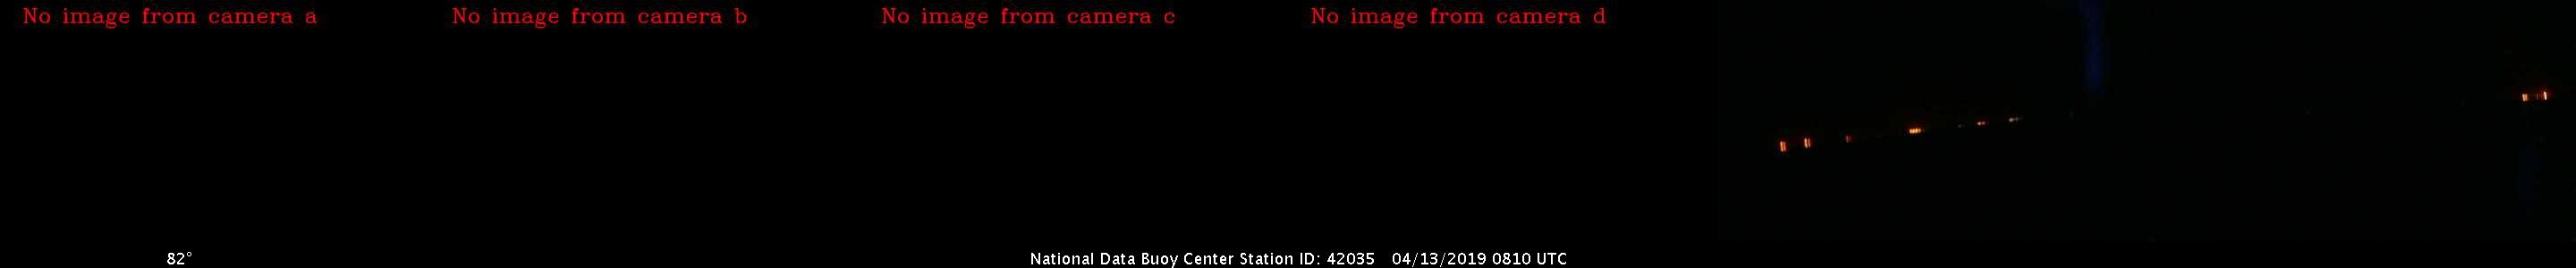 No image from camera a
No image from camera b
No image from camera c
No image from camera d
82°
National Data Buoy Center Station ID: 42035 04/13/2019 0810 UTC